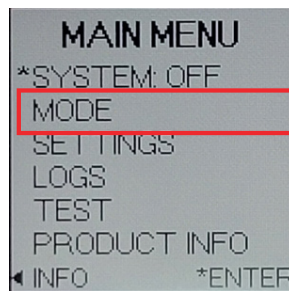 MAIN MENU
*SYSTEM: OFF
MODE
SETTINGS
LOGS
TEST
PRODUCT INFO
INFO *ENTER